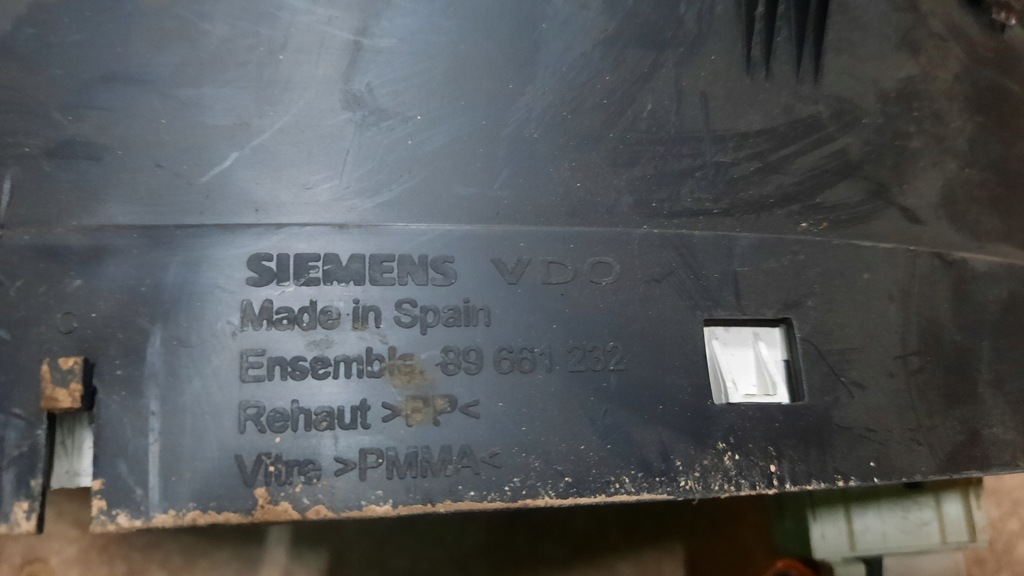 SIEMENS VDO
Made in Spain
Ensemble 89 661 232
Rehaut >PP<
Vitre >PMMA<